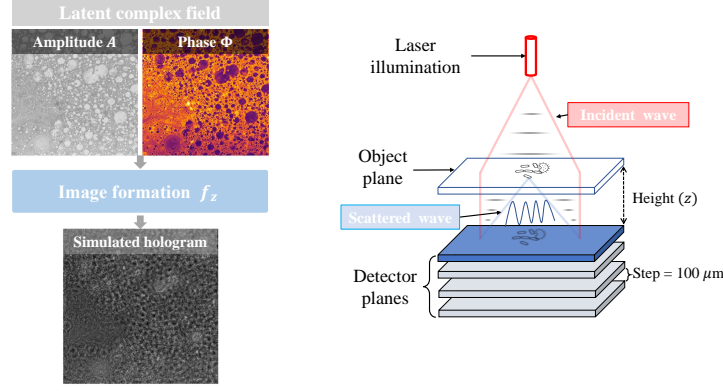 Latent complex field
Amplitude A
Phase Φ
Image formation f_z
Simulated hologram
Laser
illumination
Incident wave
Object
plane
Height (z)
Scattered wave
Detector
planes
Step = 100 μm